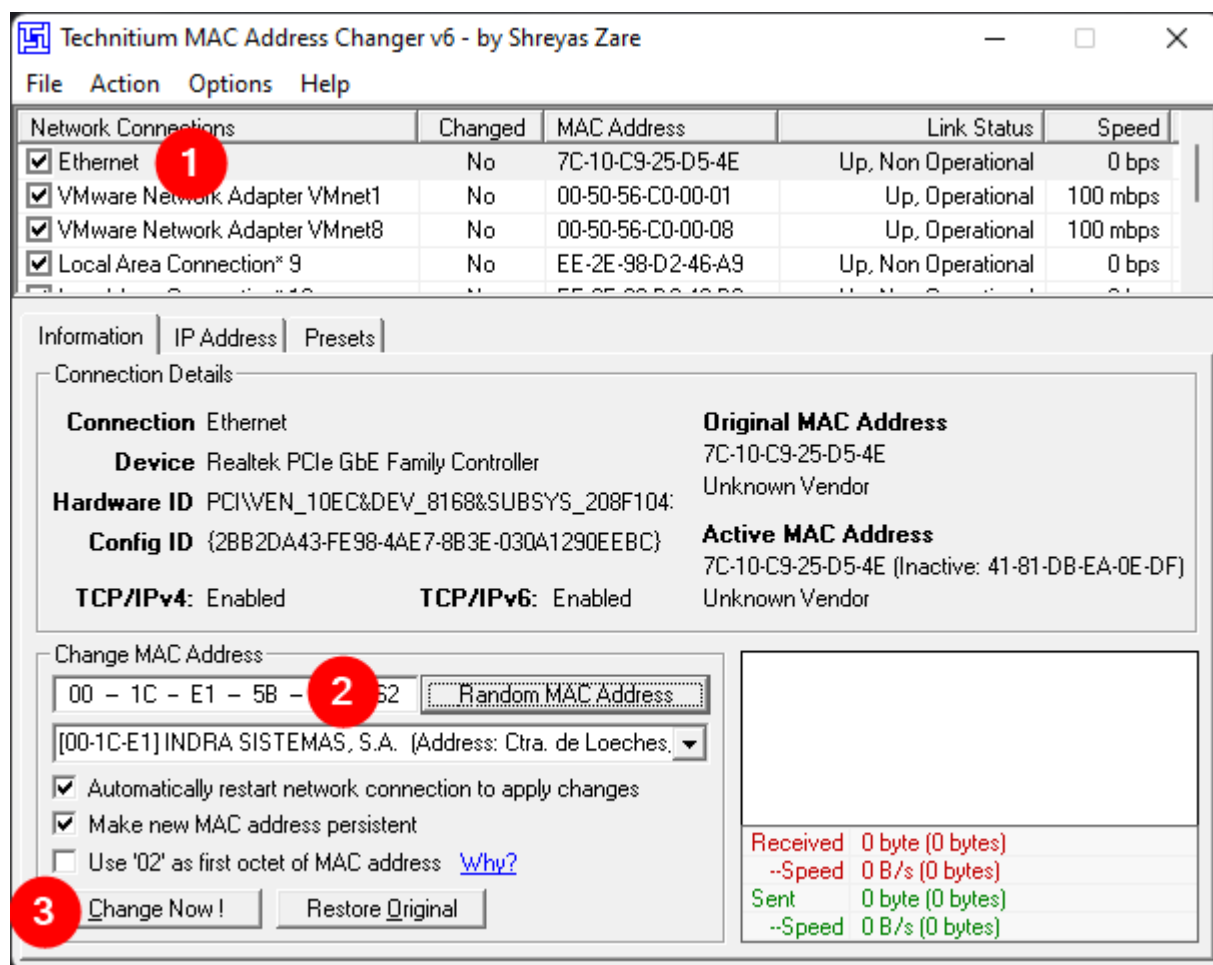 Technitium MAC Address Changer v6 - by Shreyas Zare
File Action Options Help
Network Connections Changed MAC Address Link Status Speed
Ethernet 1 No 7C-10-C9-25-D5-4E Up, Non Operational 0 bps
VMware Network Adapter VMnet1 No 00-50-56-C0-00-01 Up, Operational 100 mbps
VMware Network Adapter VMnet8 No 00-50-56-C0-00-08 Up, Operational 100 mbps
Local Area Connection* 9 No EE-2E-98-D2-46-A9 Up, Non Operational 0 bps
Information IP Address Presets
Connection Details
Connection Ethernet
Device Realtek PCIe GbE Family Controller
Hardware ID PCI\VEN_10EC&DEV_8168&SUBSYS_208F104
Config ID {2BB2DA43-FE98-4AE7-8B3E-030A1290EEBC}
TCP/IPv4: Enabled TCP/IPv6: Enabled
Original MAC Address
7C-10-C9-25-D5-4E
Unknown Vendor
Active MAC Address
7C-10-C9-25-D5-4E (Inactive: 41-81-DB-EA-0E-DF)
Unknown Vendor
Change MAC Address
00 - 1C - E1 - 5B - 2 62 Random MAC Address
[00-1C-E1] INDRA SISTEMAS, S.A. (Address: Ctra. de Loeches,
Automatically restart network connection to apply changes
Make new MAC address persistent
Use '02' as first octet of MAC address Why?
3 Change Now ! Restore Original
Received 0 byte (0 bytes)
--Speed 0 B/s (0 bytes)
Sent 0 byte (0 bytes)
--Speed 0 B/s (0 bytes)